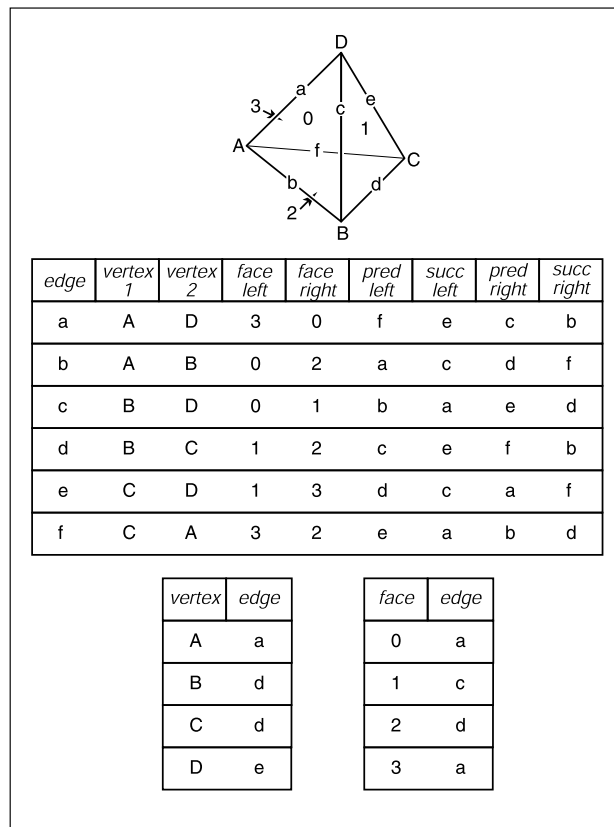 D
a
e
3
c
0
1
A
f
C
b
d
2
B
edge vertex 1 vertex 2 face left face right pred left succ left pred right succ right
a A D 3 0 f e c b
b A B 0 2 a c d f
c B D 0 1 b a e d
d B C 1 2 c e f b
e C D 1 3 d c a f
f C A 3 2 e a b d
vertex edge
A a
B d
C d
D e
face edge
0 a
1 c
2 d
3 a